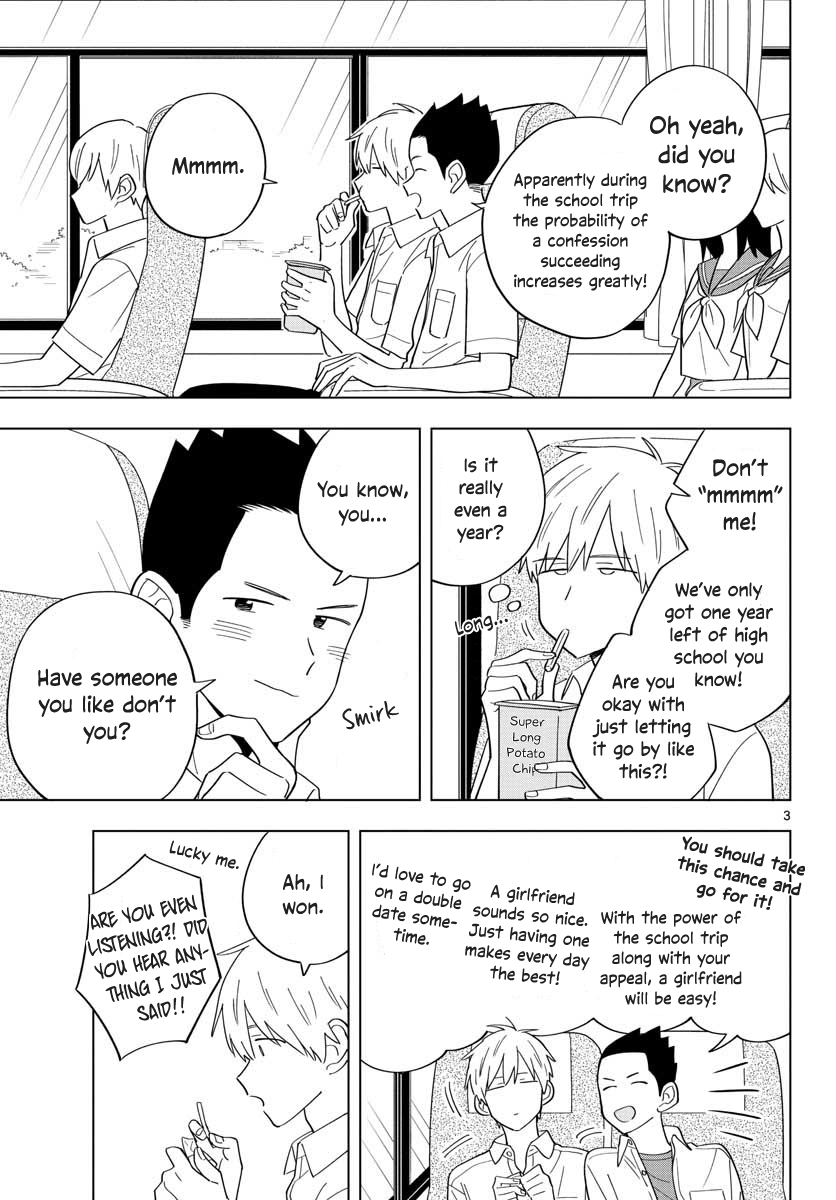 Oh yeah,
did you
know?
Apparently during
the school trip
the probability of
a confession
succeeding
increases greatly!
Mmmm.
Don't
"mmmm"
me!
We've only
got one year
left of high
school you
know!
Are you
okay with
just letting
it go by like
this?!
Is it
really
even a
year?
Long...
Super
Long
Potato
Chip
You know,
you...
Have someone
you like don't
you?
Smirk
3
You should take
this chance and
go for it!
With the power of
the school trip
along with your
appeal, a girlfriend
will be easy!
A girlfriend
sounds so nice.
Just having one
makes every day
the best!
I'd love to go
on a double
date some-
time.
Ah, I
won.
Lucky me.
ARE YOU EVEN
LISTENING?! DID
YOU HEAR ANY-
THING I JUST
SAID!!